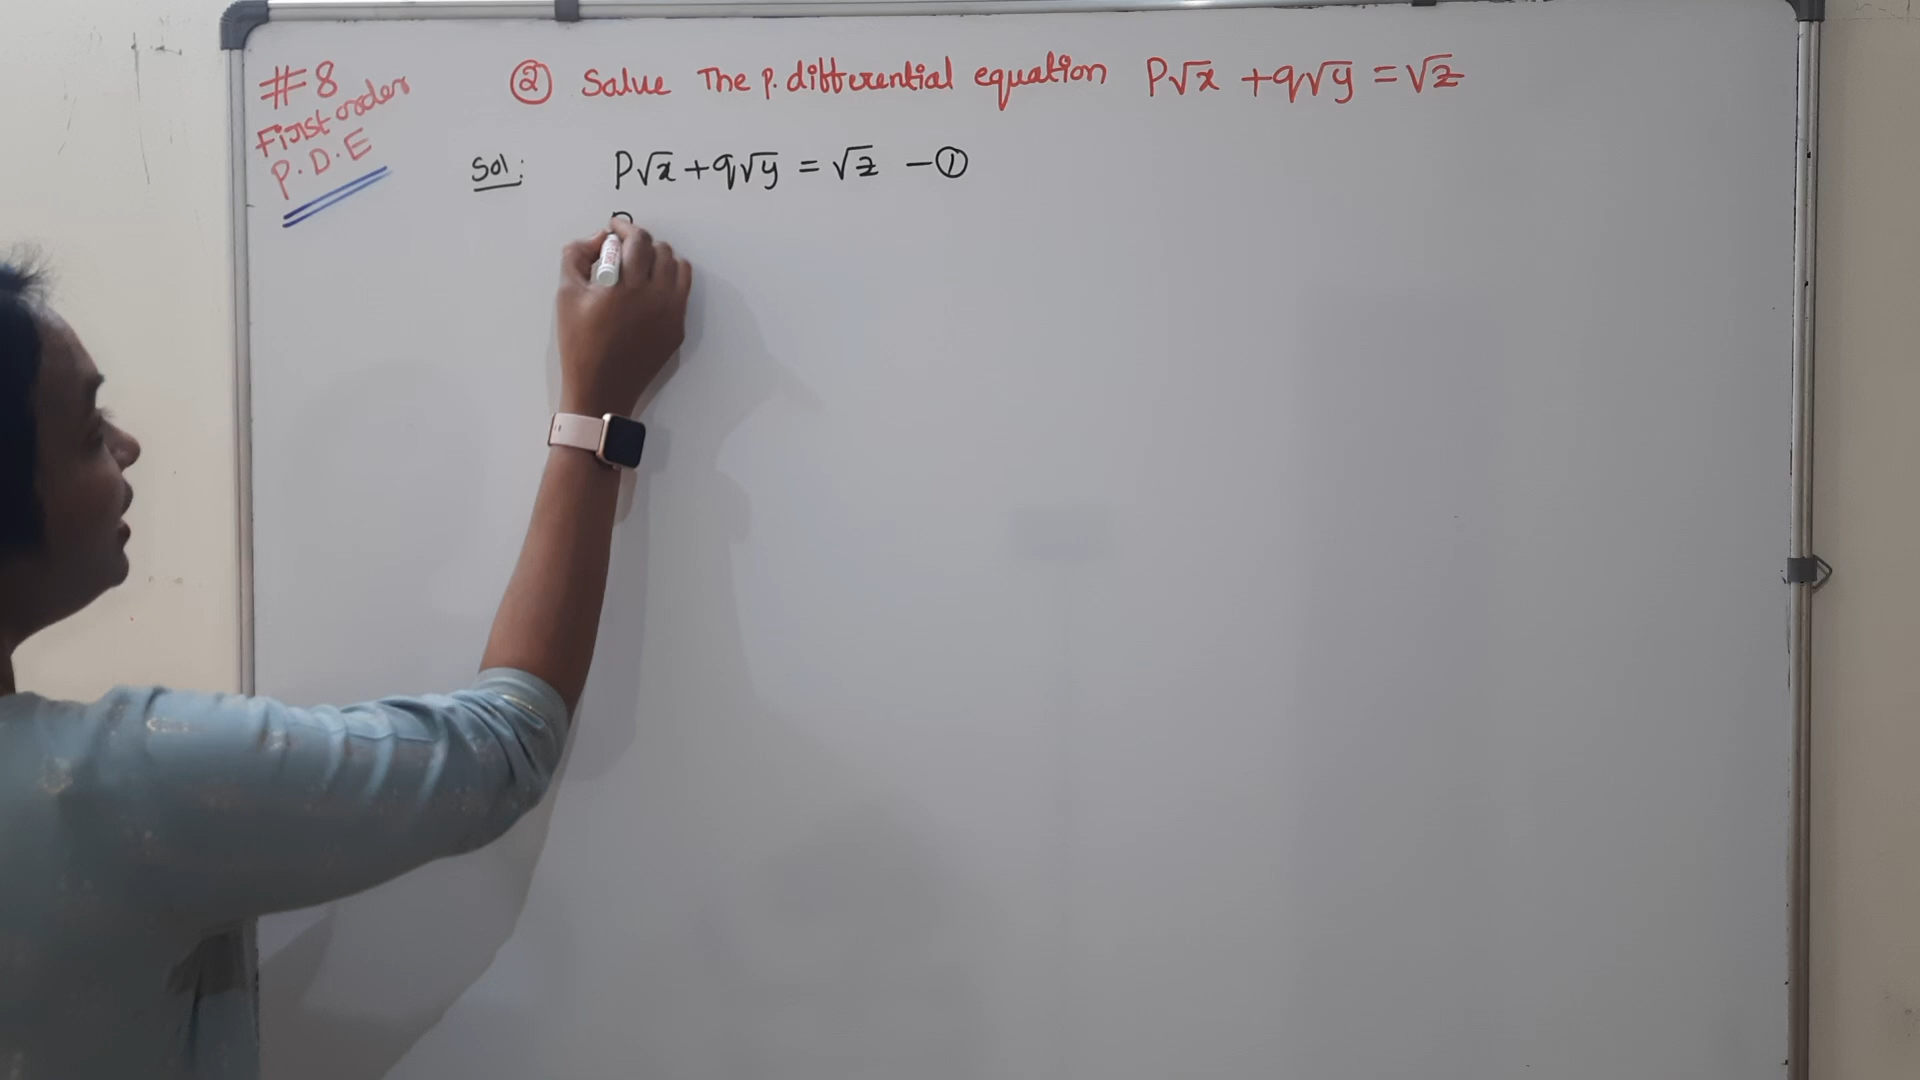 #8
First order
P.D.E
② Salue The p. differential equation P√x + q√y = √z
Sol: P√x + q√y = √z - ①
P